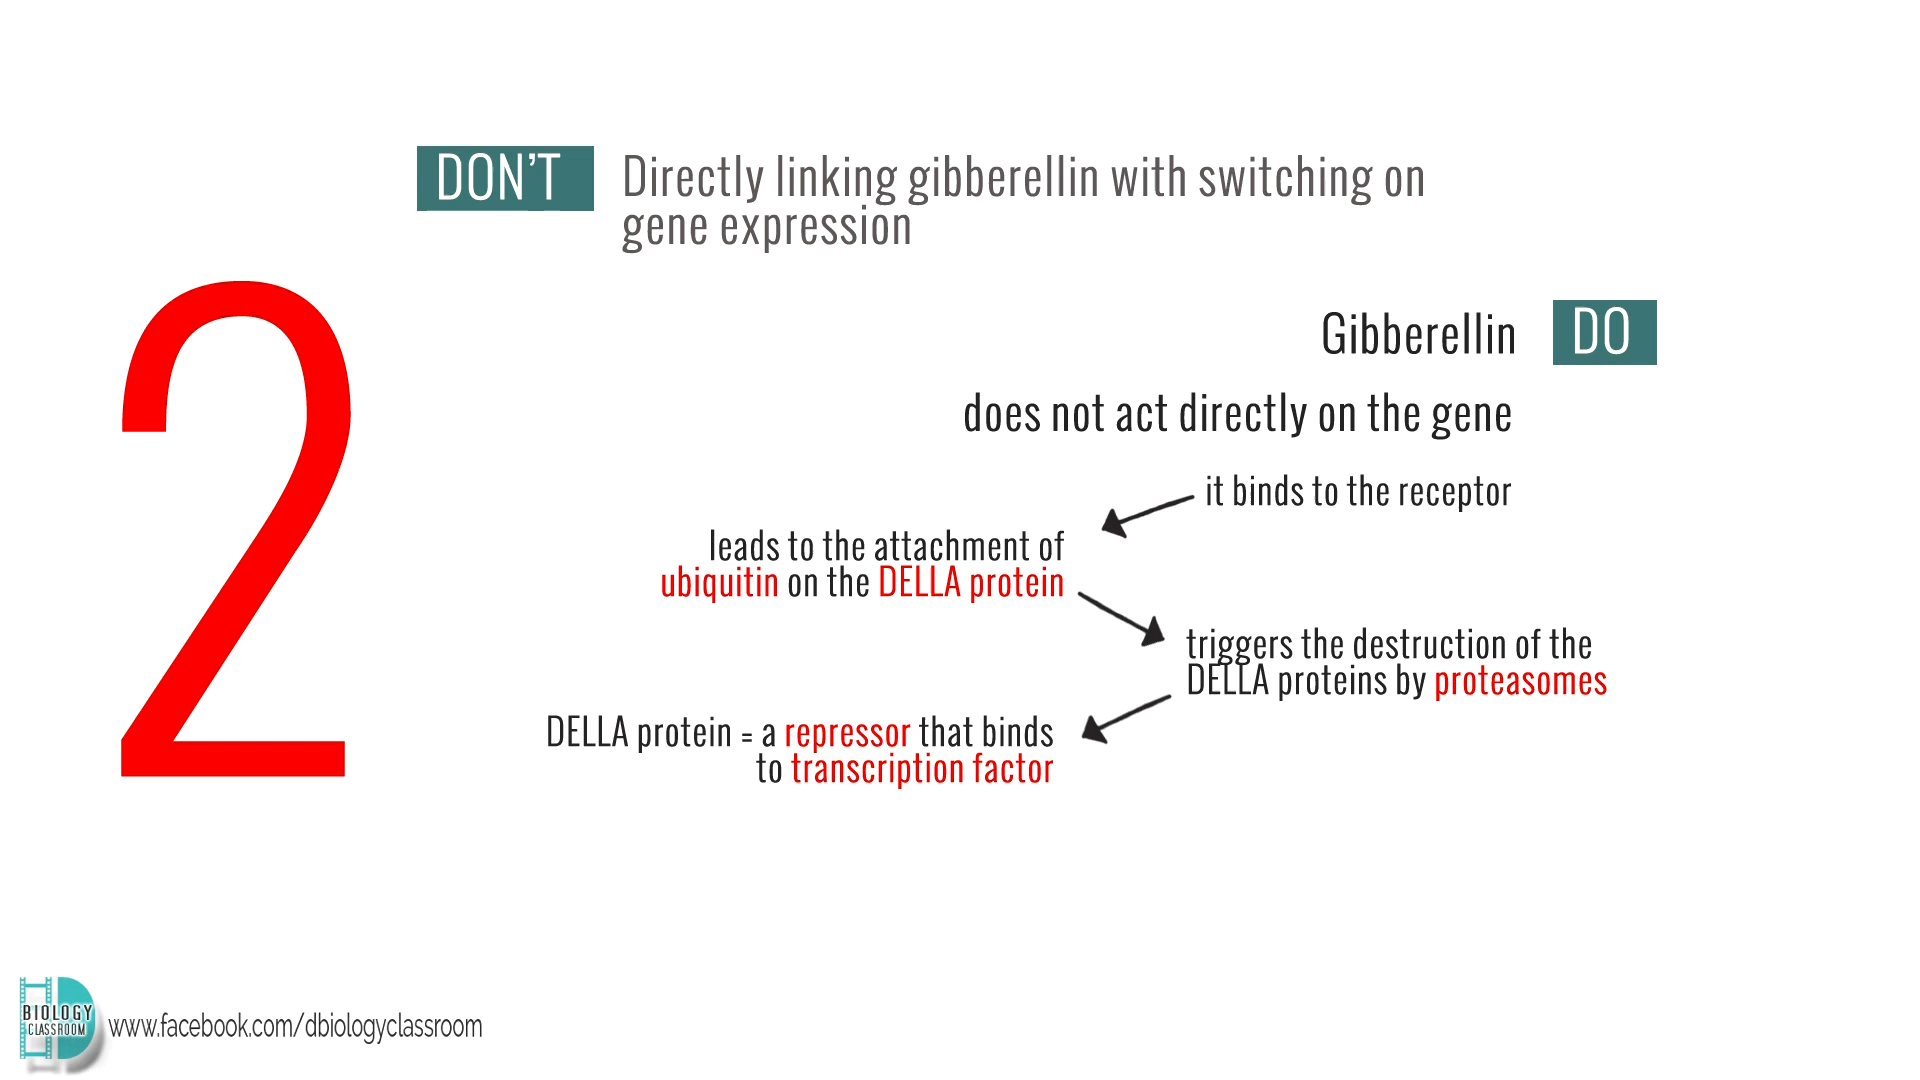 DON'T
Directly linking gibberellin with switching on
gene expression
2
Gibberellin
DO
does not act directly on the gene
it binds to the receptor
leads to the attachment of
ubiquitin on the DELLA protein
triggers the destruction of the
DELLA proteins by proteasomes
DELLA protein = a repressor that binds
to transcription factor
BIOLOGY
CLASSROOM
www.facebook.com/dbiologyclassroom